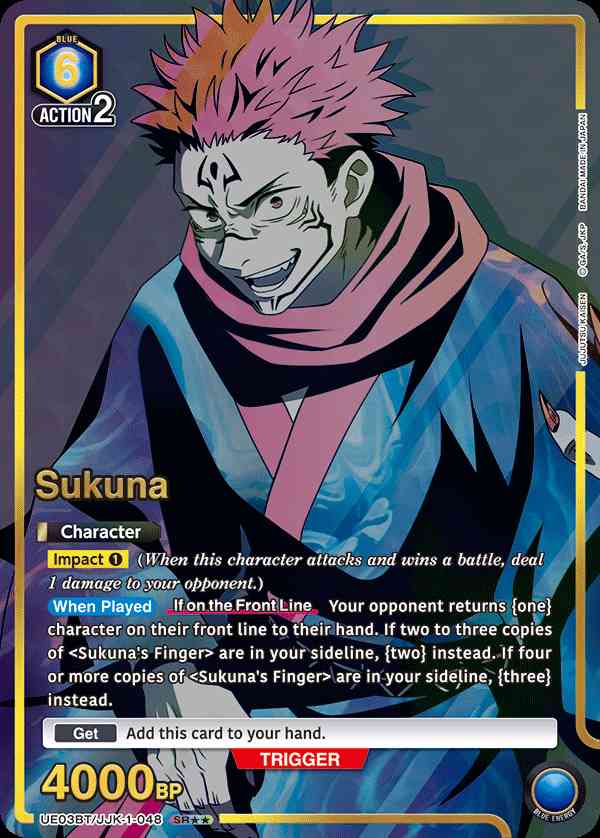 BLUE
6
ACTION 2
JUJUTSU KAISEN © GA/S, JKP BANDAI MADE IN JAPAN
Sukuna
Character
Impact ❶ (When this character attacks and wins a battle, deal
1 damage to your opponent.)
When Played If on the Front Line Your opponent returns {one}
character on their front line to their hand. If two to three copies
of <Sukuna's Finger> are in your sideline, {two} instead. If four
or more copies of <Sukuna's Finger> are in your sideline, {three}
instead.
Get Add this card to your hand.
TRIGGER
4000BP
UE03BT/JJK-1-048 SR★★
BLUE ENERGY